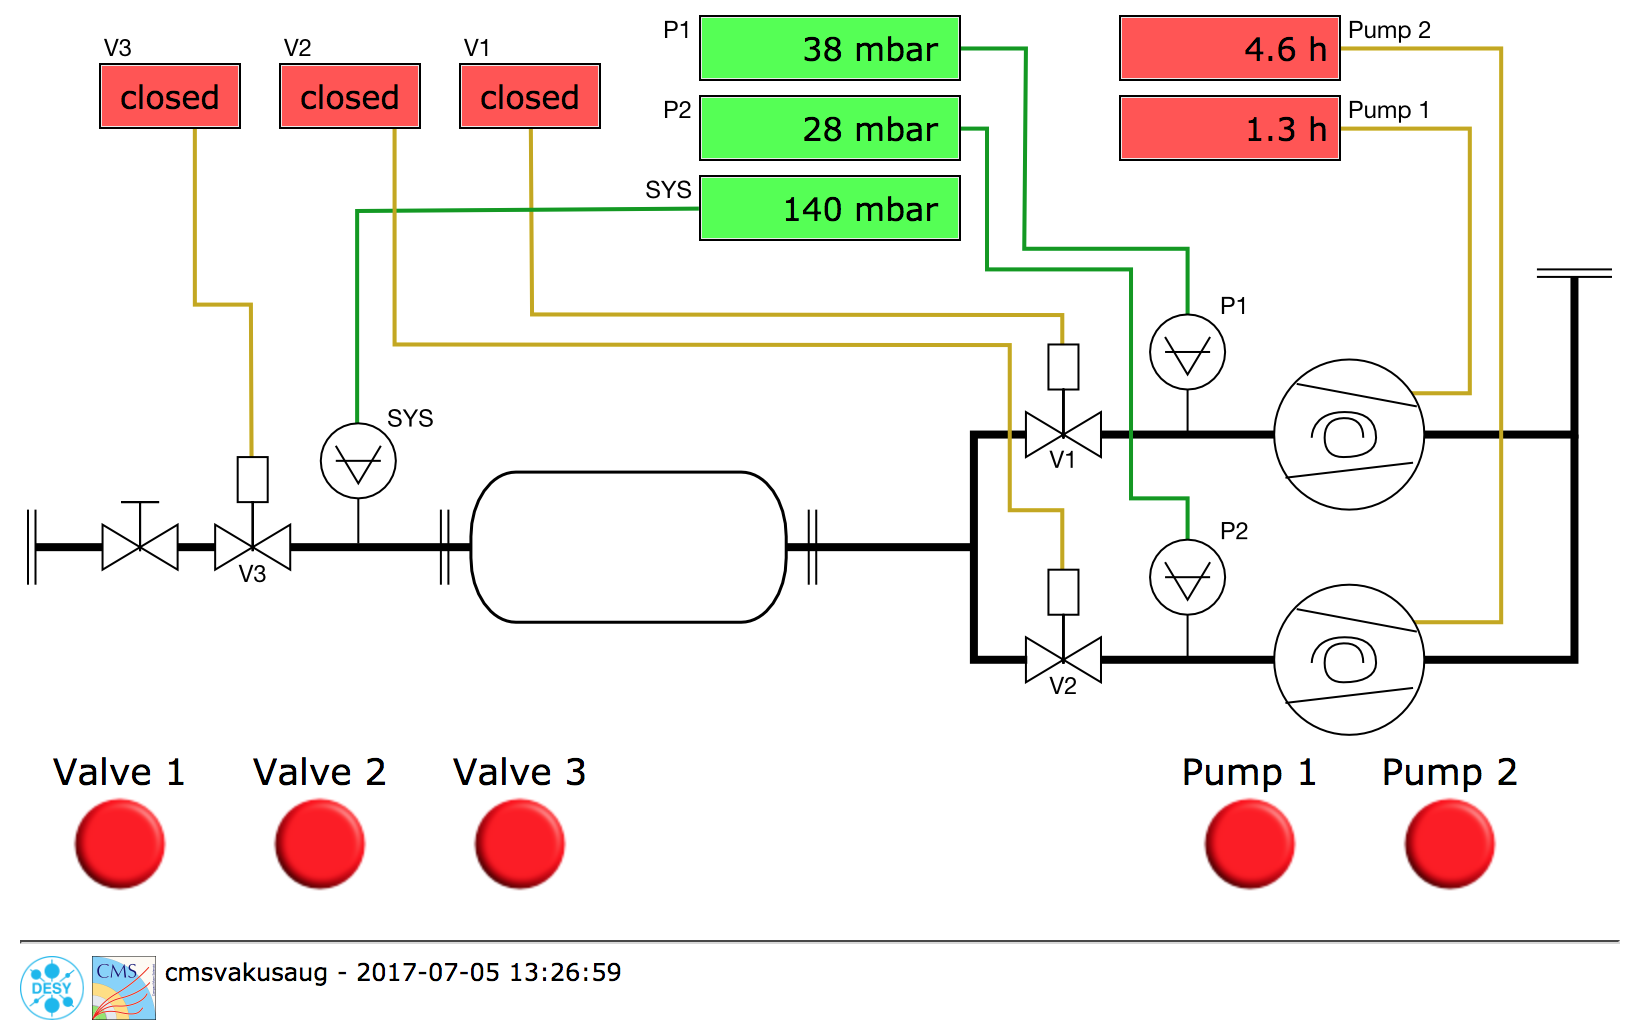 V3
closed
V2
closed
V1
closed
P1
38 mbar
P2
28 mbar
SYS
140 mbar
4.6 h
Pump 2
1.3 h
Pump 1
P1
SYS
V1
P2
V3
V2
Valve 1
Valve 2
Valve 3
Pump 1
Pump 2
DESY
CMS
cmsvakusaug - 2017-07-05 13:26:59